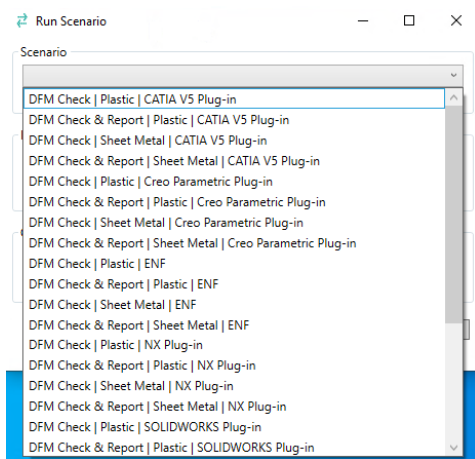 Run Scenario
Scenario
DFM Check | Plastic | CATIA V5 Plug-in
DFM Check & Report | Plastic | CATIA V5 Plug-in
DFM Check | Sheet Metal | CATIA V5 Plug-in
DFM Check & Report | Sheet Metal | CATIA V5 Plug-in
DFM Check | Plastic | Creo Parametric Plug-in
DFM Check & Report | Plastic | Creo Parametric Plug-in
DFM Check | Sheet Metal | Creo Parametric Plug-in
DFM Check & Report | Sheet Metal | Creo Parametric Plug-in
DFM Check | Plastic | ENF
DFM Check & Report | Plastic | ENF
DFM Check | Sheet Metal | ENF
DFM Check & Report | Sheet Metal | ENF
DFM Check | Plastic | NX Plug-in
DFM Check & Report | Plastic | NX Plug-in
DFM Check | Sheet Metal | NX Plug-in
DFM Check & Report | Sheet Metal | NX Plug-in
DFM Check | Plastic | SOLIDWORKS Plug-in
DFM Check & Report | Plastic | SOLIDWORKS Plug-in